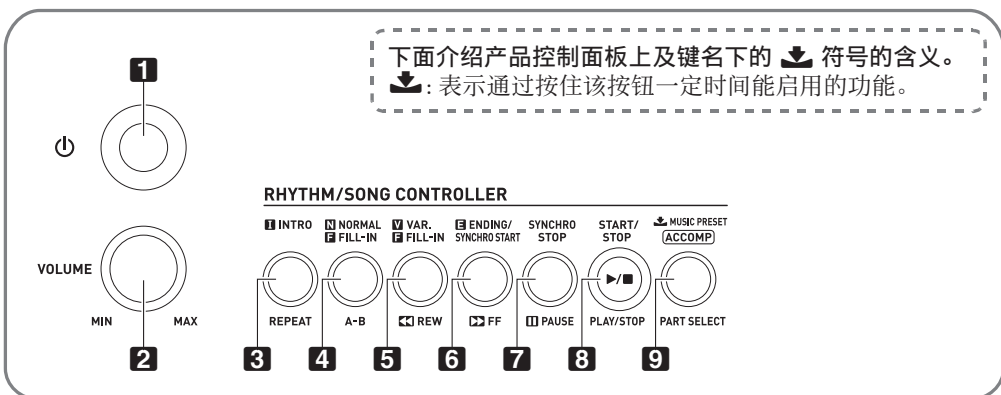 下面介绍产品控制面板上及键名下的 符号的含义。
: 表示通过按住该按钮一定时间能启用的功能。
1
RHYTHM/SONG CONTROLLER
I INTRO
N NORMAL
F FILL-IN
V VAR.
F FILL-IN
E ENDING/
SYNCHRO START
SYNCHRO
STOP
START/
STOP
MUSIC PRESET
ACCOMP
VOLUME
MIN
MAX
REPEAT
A-B
REW
FF
PAUSE
PLAY/STOP
PART SELECT
2
3
4
5
6
7
8
9